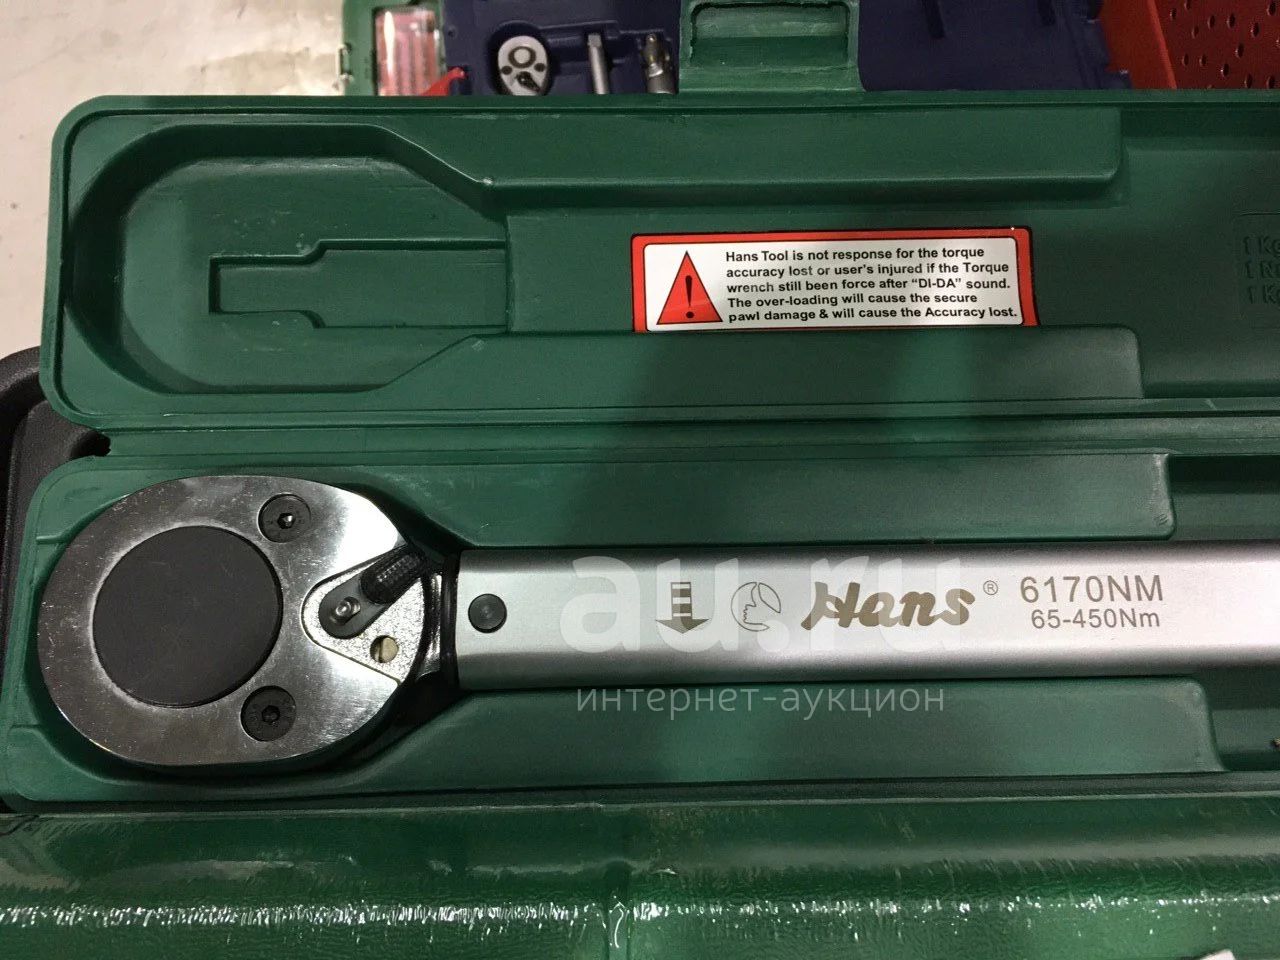 Hans Tool is not response for the torque
accuracy lost or user's injured if the Torque
wrench still been force after "DI-DA" sound.
The over-loading will cause the secure
pawl damage & will cause the Accuracy lost.
1 N
au.ru
Hans ® 6170NM
65-450Nm
интернет-аукцион